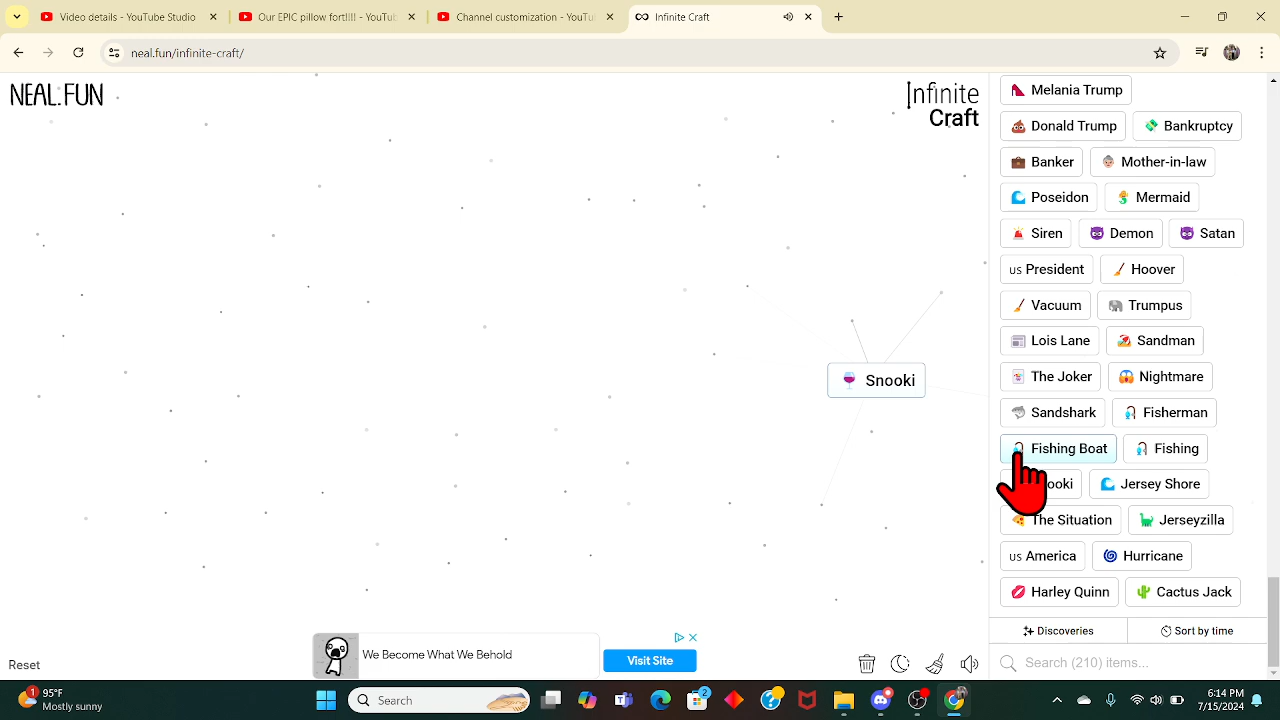 Video details - YouTube Studio
Our EPIC pillow fort!!!! - YouTub
Channel customization - YouTu
Infinite Craft
neal.fun/infinite-craft/
NEAL.FUN
Infinite
Craft
Melania Trump
Donald Trump Bankruptcy
Banker Mother-in-law
Poseidon Mermaid
Siren Demon Satan
US President Hoover
Vacuum Trumpus
Lois Lane Sandman
Snooki
The Joker Nightmare
Sandshark Fisherman
Fishing Boat Fishing
ooki Jersey Shore
The Situation Jerseyzilla
US America Hurricane
Harley Quinn Cactus Jack
Discoveries Sort by time
We Become What We Behold
Visit Site
Reset
Search (210) items...
1
95°F
Mostly sunny
Search
2
6:14 PM
7/15/2024